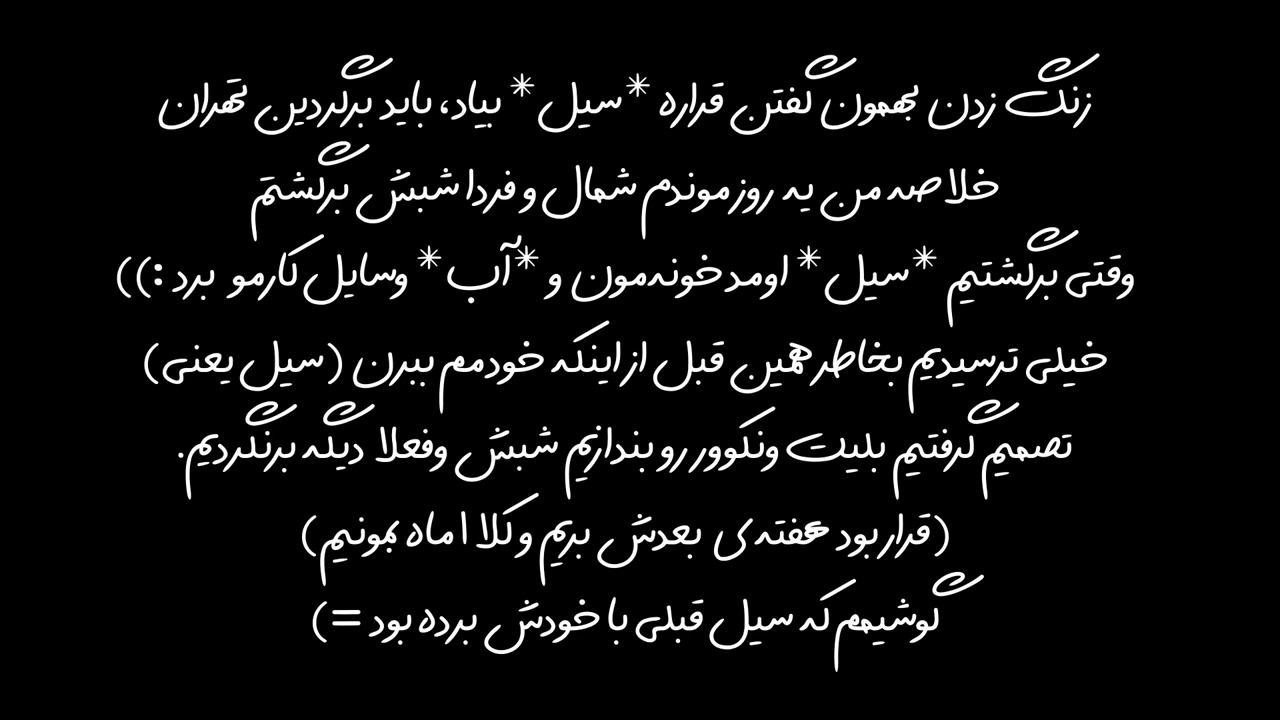 زنگ زدن بهمون گفتن قراره *سیل* بیاد، باید برگردین تهران
خلاصه من یه روز موندم شمال و فردا شبش برگشتم
وقتی برگشتیم *سیل* اومد خونه‌مون و *آب* وسایل کارمو برد :))
خیلی ترسیدیم بخاطر همین قبل از اینکه خودمم ببرن (سیل یعنی)
تصمیم گرفتیم بلیت ونکوور رو بندازیم شبش وفعلا دیگه برنگردیم.
(قرار بود هفته‌ی بعدش بریم و کلا ۱ ماه بمونیم)
گوشیمم که سیل قبلی با خودش برده بود =)